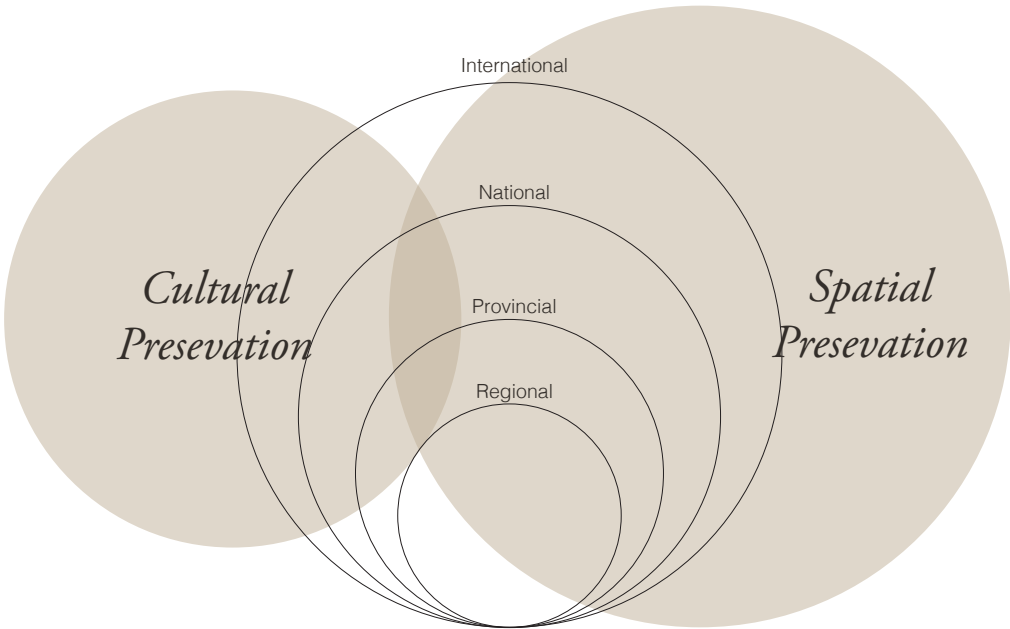 International
National
Cultural
Presevation
Spatial
Presevation
Provincial
Regional